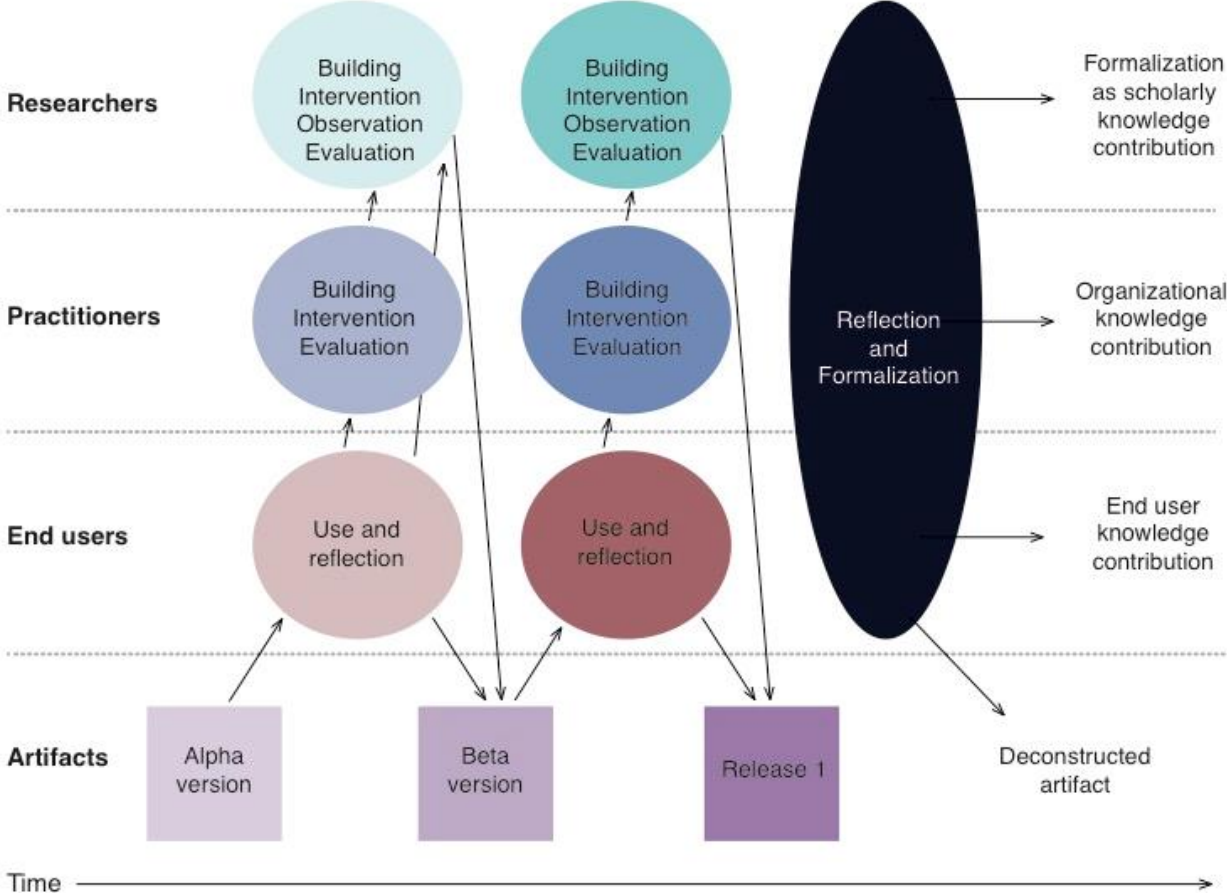 Researchers
Building
Intervention
Observation
Evaluation
Building
Intervention
Observation
Evaluation
Formalization
as scholarly
knowledge
contribution
Practitioners
Building
Intervention
Evaluation
Building
Intervention
Evaluation
Reflection
and
Formalization
Organizational
knowledge
contribution
End users
Use and
reflection
Use and
reflection
End user
knowledge
contribution
Artifacts
Alpha
version
Beta
version
Release 1
Deconstructed
artifact
Time